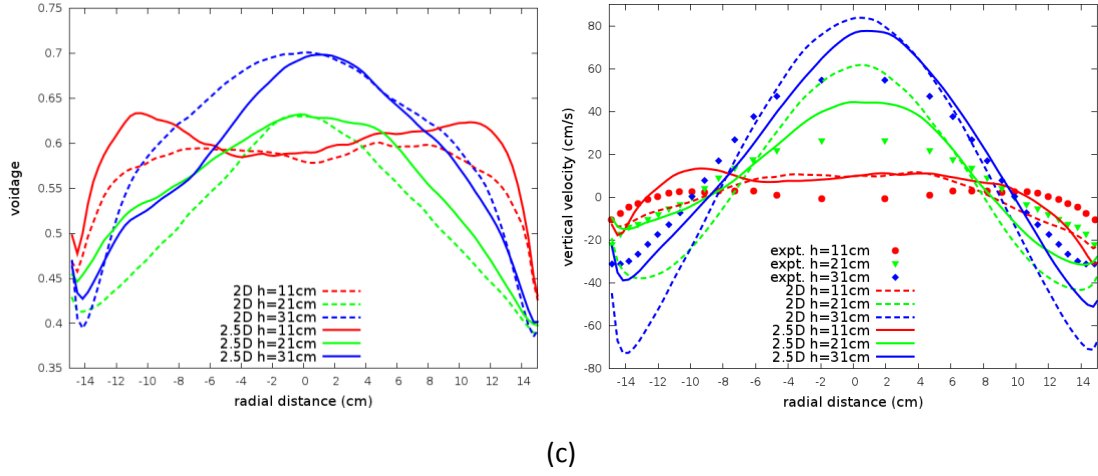 0.7
0.65
0.6
0.55
0.5
0.45
0.4
0.35
voidage
2D h=11cm
2D h=21cm
2D h=31cm
2.5D h=11cm
2.5D h=21cm
2.5D h=31cm
-14 -12 -10 -8 -6 -4 -2 0 2 4 6 8 10 12 14
radial distance (cm)
80
60
40
20
0
-20
-40
-60
-80
vertical velocity (cm/s)
expt. h=11cm
expt. h=21cm
expt. h=31cm
2D h=11cm
2D h=21cm
2D h=31cm
2.5D h=11cm
2.5D h=21cm
2.5D h=31cm
-14 -12 -10 -8 -6 -4 -2 0 2 4 6 8 10 12 14
radial distance (cm)
(c)